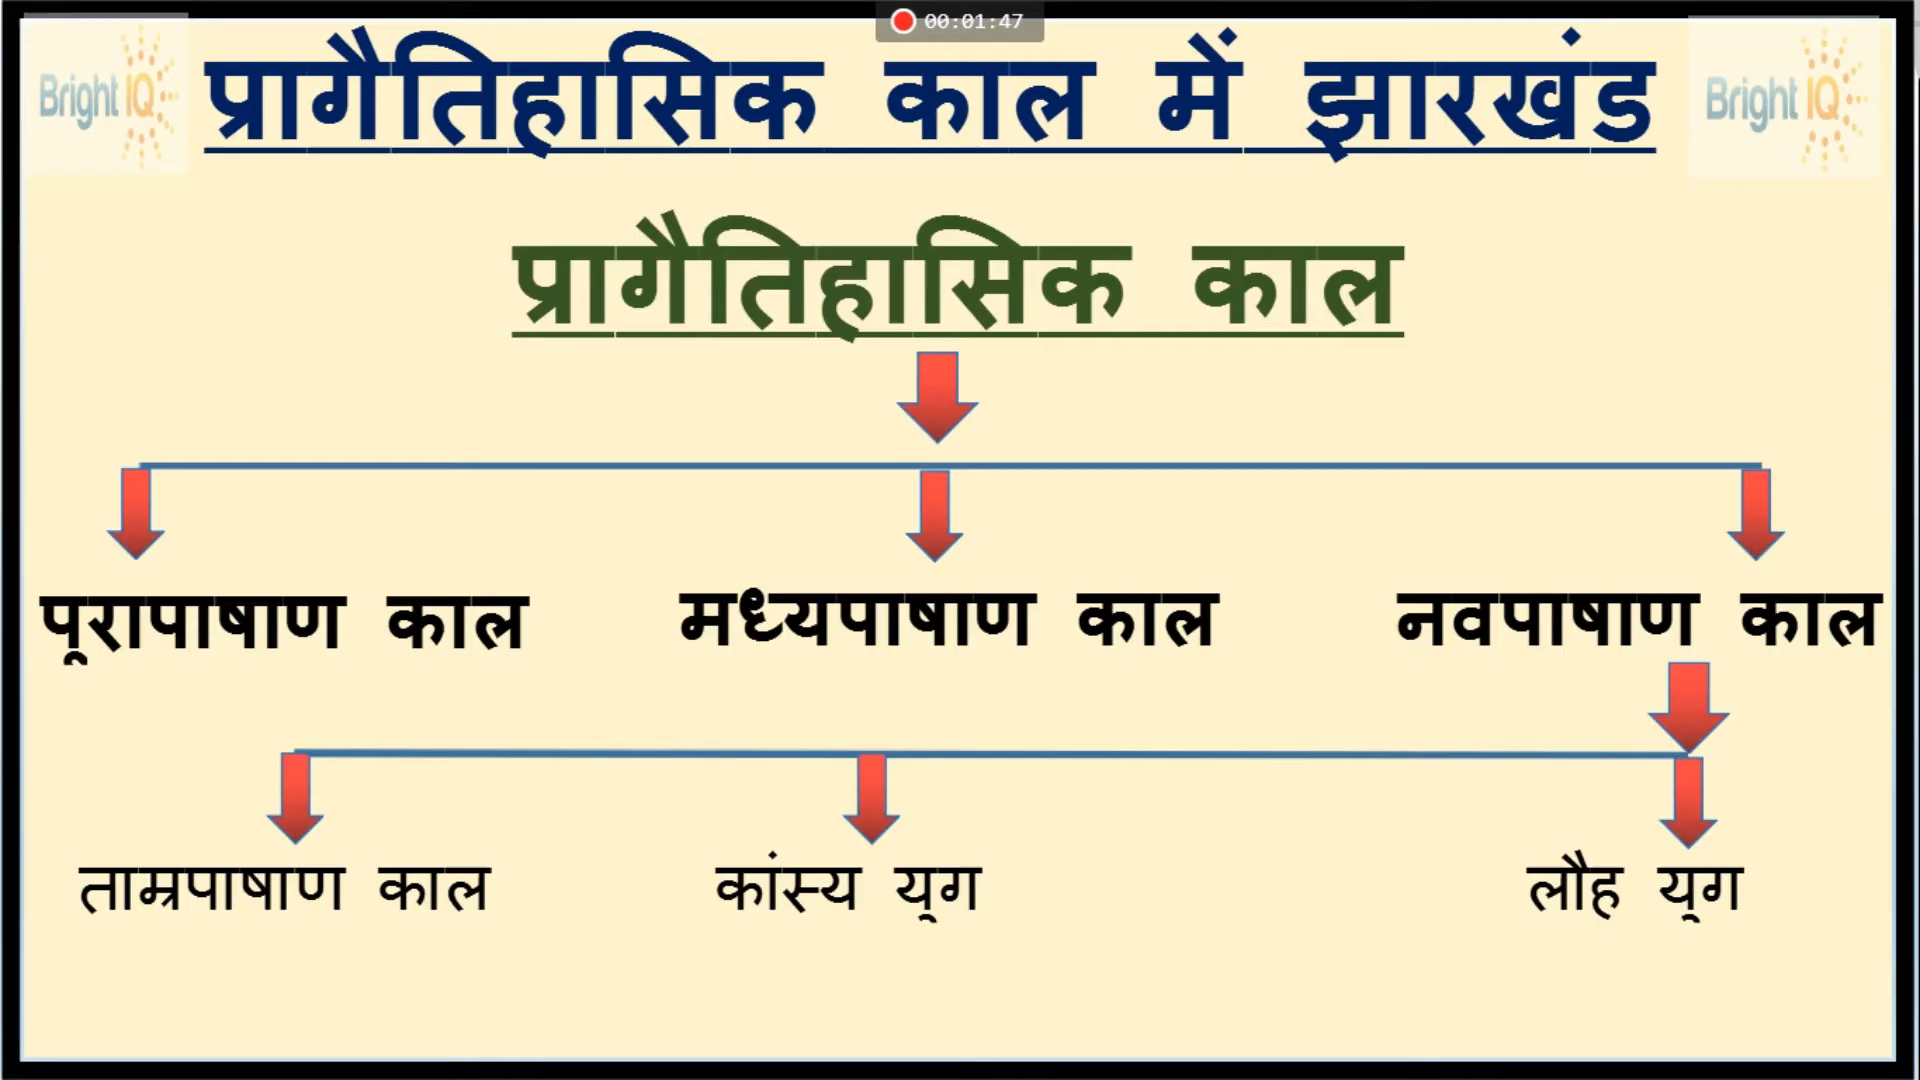 00:01:47
Bright IQ प्रागैतिहासिक काल में झारखंड Bright IQ
प्रागैतिहासिक काल
पुरापाषाण काल मध्यपाषाण काल नवपाषाण काल
ताम्रपाषाण काल कांस्य युग लौह युग